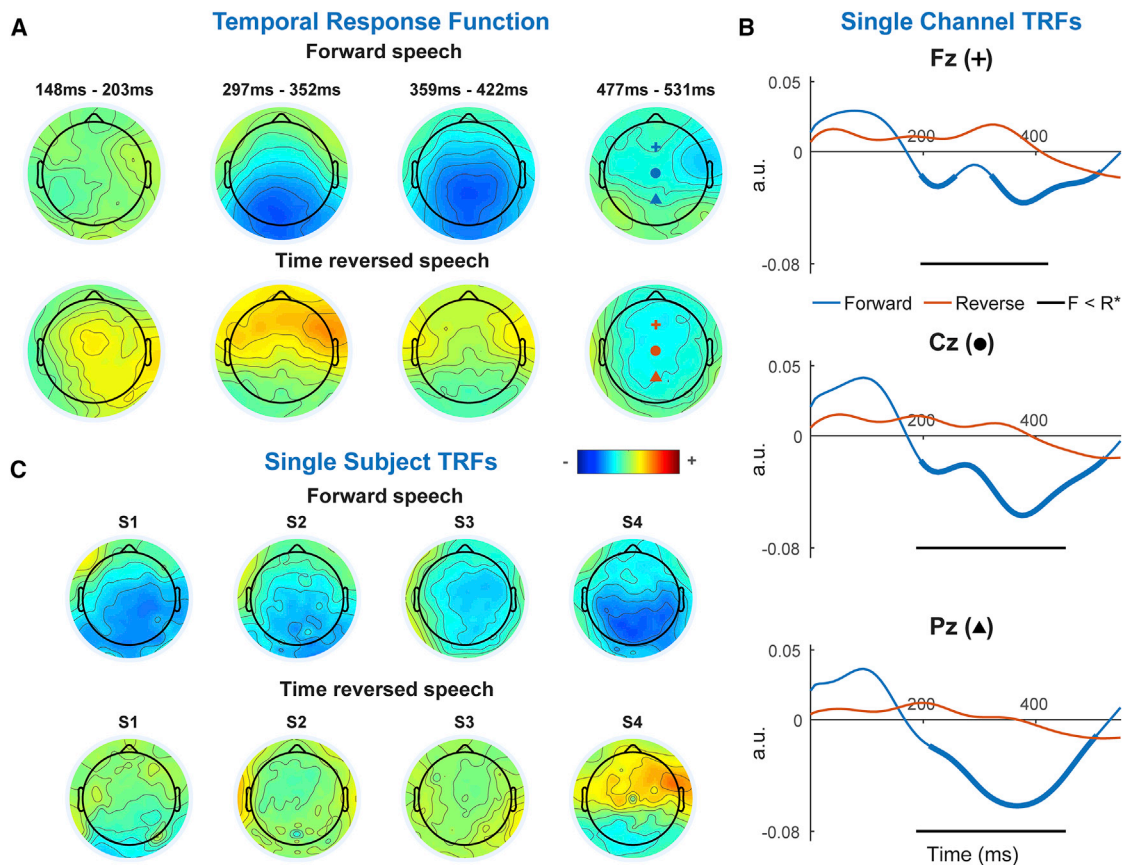 A
Temporal Response Function
Forward speech
148ms - 203ms 297ms - 352ms 359ms - 422ms 477ms - 531ms
Time reversed speech
B
Single Channel TRFs
Fz (+)
0.05
200 400
0
a.u.
-0.08
Forward Reverse F < R*
Cz (●)
0.05
200 400
0
a.u.
-0.08
Pz (▲)
0.05
200 400
0
a.u.
-0.08
Time (ms)
C
Single Subject TRFs
- +
Forward speech
S1 S2 S3 S4
Time reversed speech
S1 S2 S3 S4